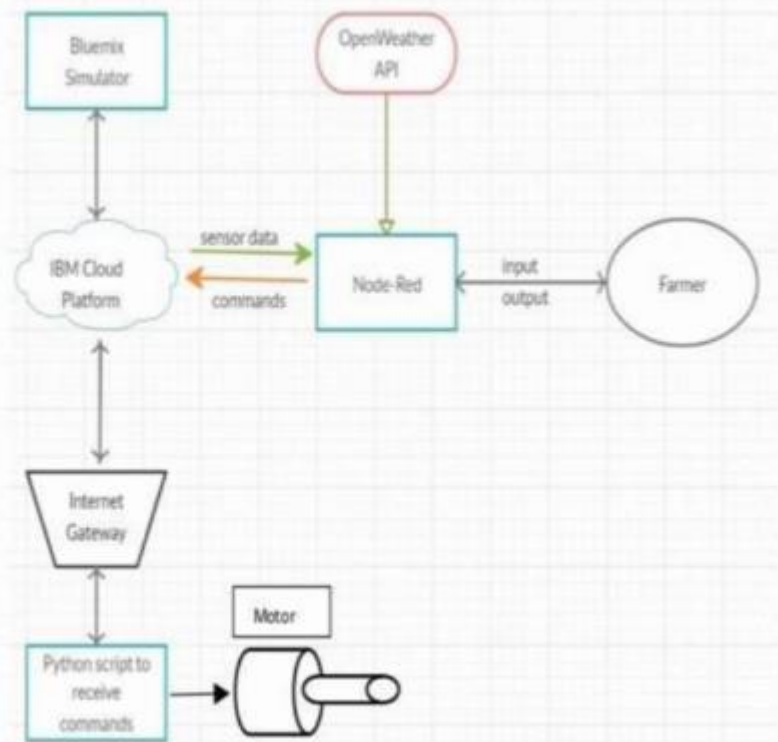 Bluemix
Simulator
OpenWeather
API
sensor data
IBM Cloud
Platform
commands
Node-Red
input
output
Farmer
Internet
Gateway
Motor
Python script to
receive
commands